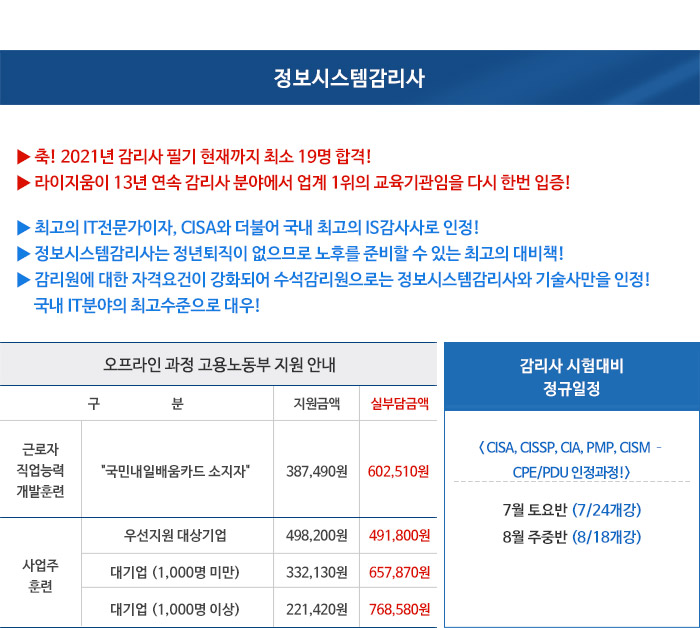 정보시스템감리사
▶ 축! 2021년 감리사 필기 현재까지 최소 19명 합격!
▶ 라이지움이 13년 연속 감리사 분야에서 업계 1위의 교육기관임을 다시 한번 입증!
▶ 최고의 IT전문가이자, CISA와 더불어 국내 최고의 IS감사사로 인정!
▶ 정보시스템감리사는 정년퇴직이 없으므로 노후를 준비할 수 있는 최고의 대비책!
▶ 감리원에 대한 자격요건이 강화되어 수석감리원으로는 정보시스템감리사와 기술사만을 인정!
국내 IT분야의 최고수준으로 대우!
오프라인 과정 고용노동부 지원 안내
구 분 지원금액 실부담금액
근로자
직업능력
개발훈련
"국민내일배움카드 소지자" 387,490원 602,510원
사업주
훈련
우선지원 대상기업 498,200원 491,800원
대기업 (1,000명 미만) 332,130원 657,870원
대기업 (1,000명 이상) 221,420원 768,580원
감리사 시험대비
정규일정
< CISA, CISSP, CIA, PMP, CISM -
CPE/PDU 인정과정!>
7월 토요반 (7/24개강)
8월 주중반 (8/18개강)